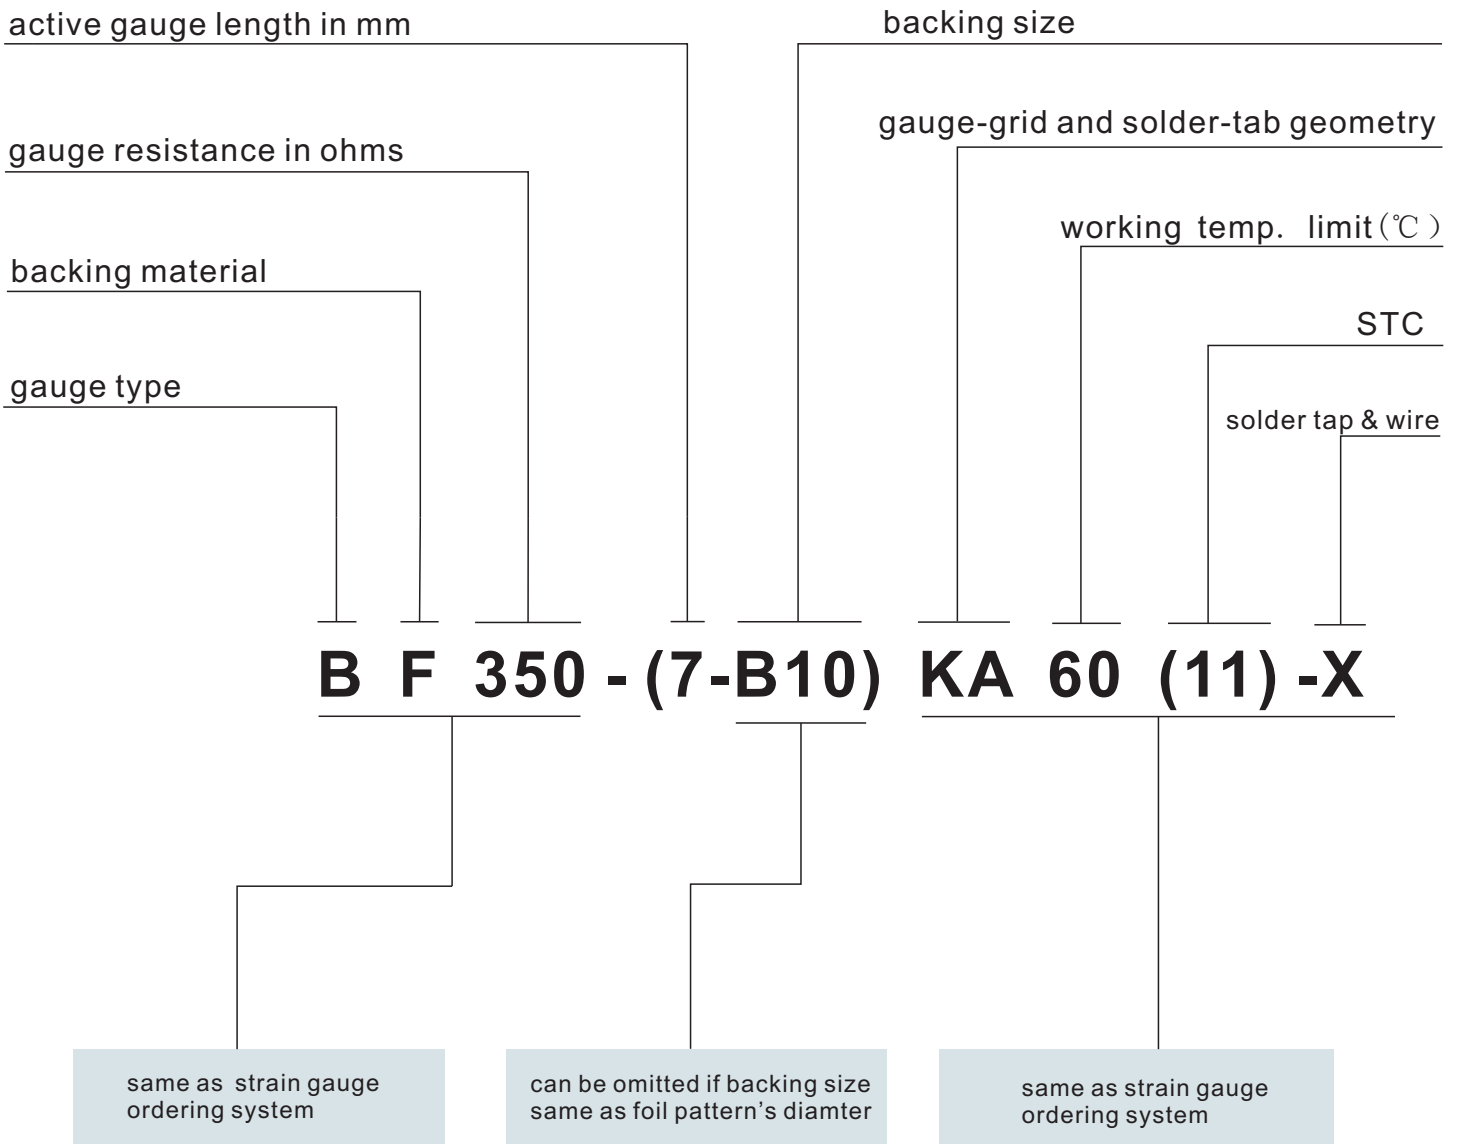 active gauge length in mm
backing size
gauge resistance in ohms
gauge-grid and solder-tab geometry
backing material
working temp. limit(℃)
gauge type
STC
solder tap & wire
B F 350 - (7-B10) KA 60 (11) -X
same as strain gauge
ordering system
can be omitted if backing size
same as foil pattern's diamter
same as strain gauge
ordering system